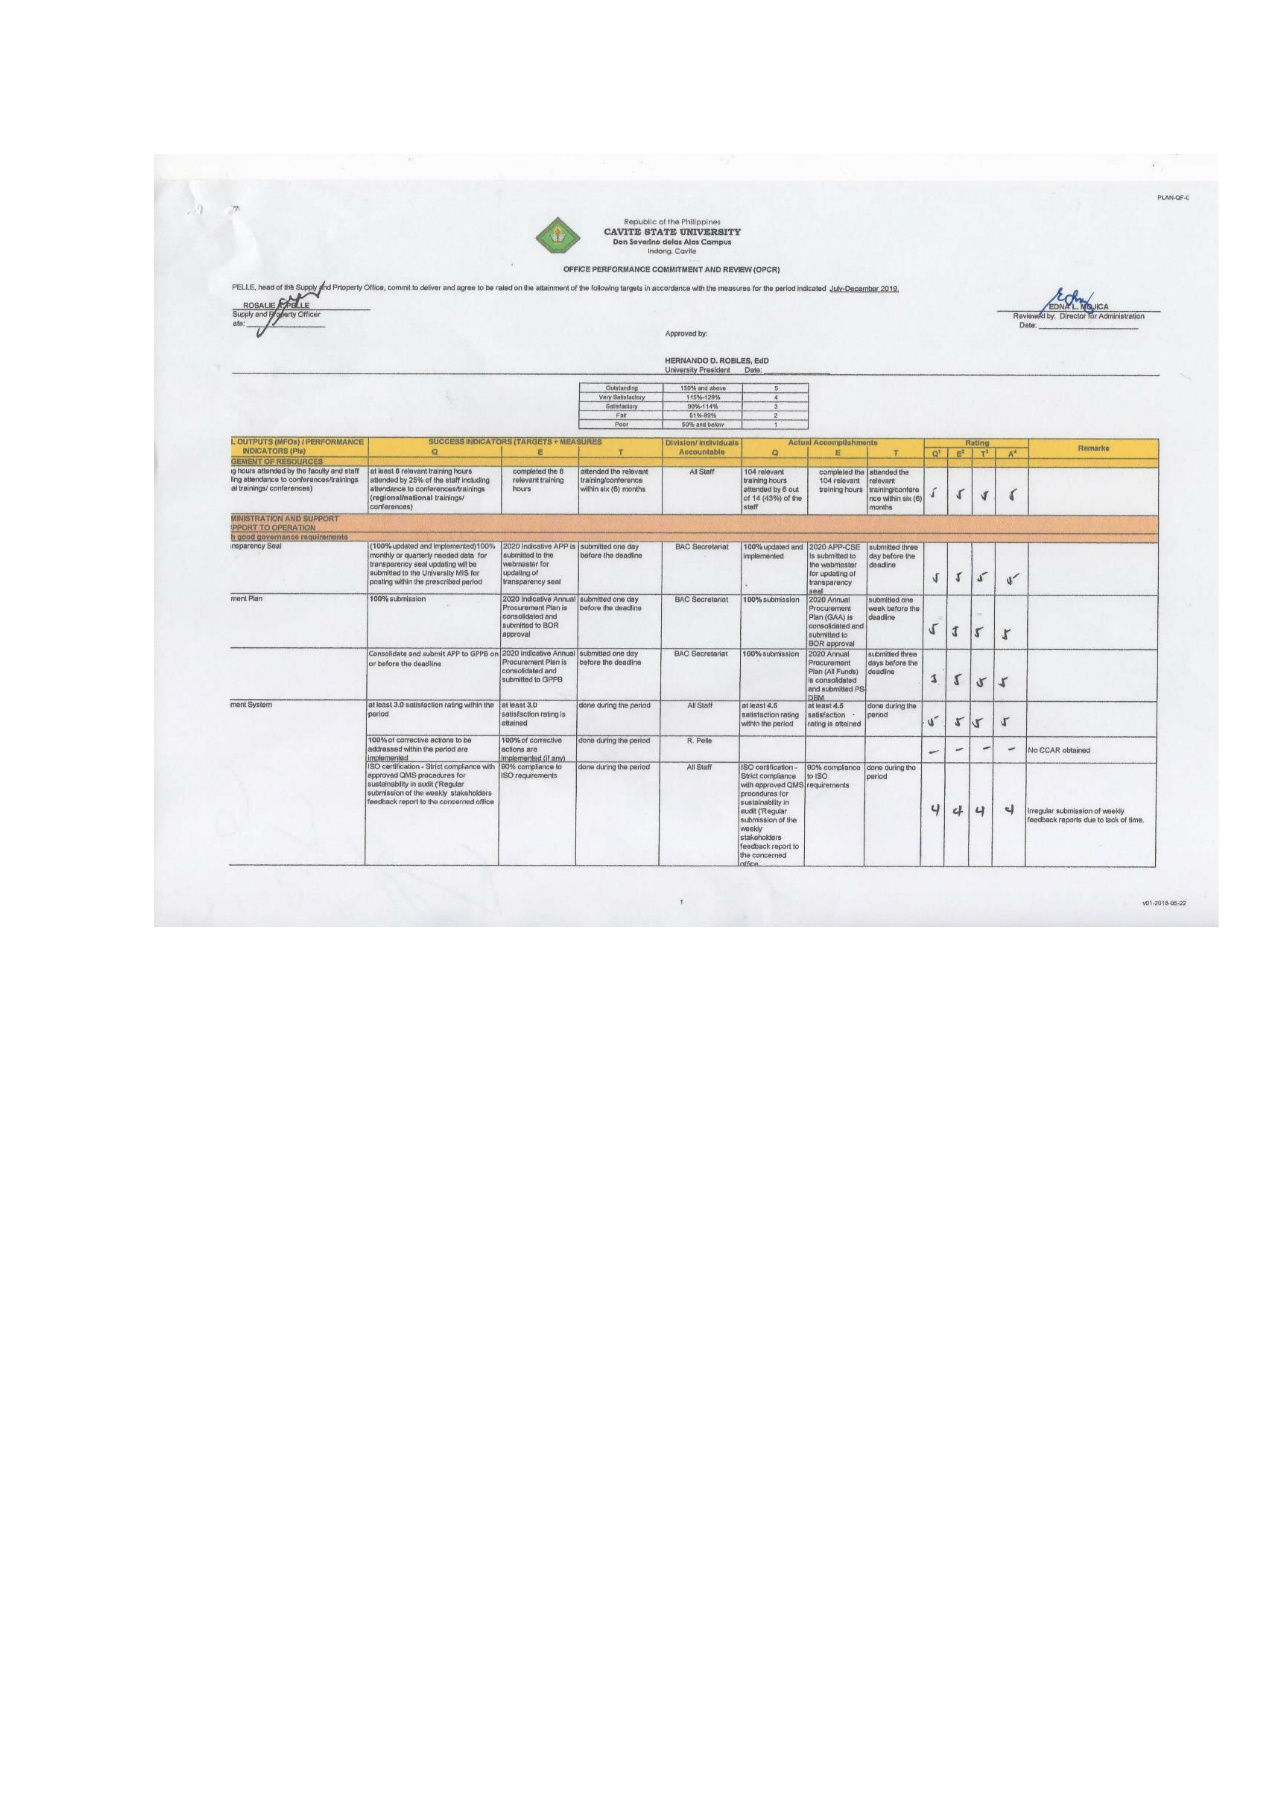 PLAN-QF-0
Republic of the Philippines
CAVITE STATE UNIVERSITY
Don Severino delas Alas Campus
Indang, Cavite
OFFICE PERFORMANCE COMMITMENT AND REVIEW (OPCR)
PELLE, head of the Supply and Property Office, commit to deliver and agree to be rated on the attainment of the following targets in accordance with the measures for the period indicated July-December 2019.
ROSALIE A. PELLE
Supply and Property Officer
ate:
EDNA L. MOJICA
Reviewed by: Director for Administration
Date:
Approved by:
HERNANDO D. ROBLES, EdD
University President Date:
Outstanding 130% and above 5
Very Satisfactory 115%-129% 4
Satisfactory 90%-114% 3
Fair 51%-89% 2
Poor 50% and below 1
L OUTPUTS (MFOs) / PERFORMANCE INDICATORS (PIs) SUCCESS INDICATORS (TARGETS + MEASURES Division/ Individuals Accountable Actual Accomplishments Rating Remarks
Q E T Q E T Q¹ E² T³ A⁴
GEMENT OF RESOURCES
g hours attended by the faculty and staff
ling attendance to conferences/trainings
al trainings/ conferences)
at least 8 relevant training hours
attended by 25% of the staff including
attendance to conferences/trainings
(regional/national trainings/
conferences)
completed the 8
relevant training
hours
attended the relevant
training/conference
within six (6) months
All Staff
104 relevant
training hours
attended by 6 out
of 14 (43%) of the
staff
completed the
104 relevant
training hours
attended the
relevant
training/confere
nce within six (6)
months
5 5 5 5
MINISTRATION AND SUPPORT
PPORT TO OPERATION
h good governance requirements
nsparency Seal
(100% updated and implemented)100%
monthly or quarterly needed data for
transparency seal updating will be
submitted to the University MIS for
posting within the prescribed period
2020 Indicative APP is
submitted to the
webmaster for
updating of
transparency seal
submitted one day
before the deadline
BAC Secretariat
100% updated and
implemented
2020 APP-CSE
is submitted to
the webmaster
for updating of
transparency
seal
submitted three
day before the
deadline
5 5 5 5
ment Plan
100% submission
2020 Indicative Annual
Procurement Plan is
consolidated and
submitted to BOR
approval
submitted one day
before the deadline
BAC Secretariat
100% submission
2020 Annual
Procurement
Plan (GAA) is
consolidated and
submitted to
BOR approval
submitted one
week before the
deadline
5 5 5 5
Consolidate and submit APP to GPPB on
or before the deadline
2020 Indicative Annual
Procurement Plan is
consolidated and
submitted to GPPB
submitted one day
before the deadline
BAC Secretariat
100% submission
2020 Annual
Procurement
Plan (All Funds)
is consolidated
and submitted PS-
DBM
submitted three
days before the
deadline
5 5 5 5
ment System
at least 3.0 satisfaction rating within the
period
at least 3.0
satisfaction rating is
attained
done during the period
All Staff
at least 4.5
satisfaction rating
within the period
at least 4.5
satisfaction
rating is attained
done during the
period
5 5 5 5
100% of corrective actions to be
addressed within the period are
implemented
100% of corrective
actions are
implemented (if any)
done during the period
R. Pelle
– – – –
No CCAR obtained
ISO certification - Strict compliance with
approved QMS procedures for
sustainability in audit ('Regular
submission of the weekly stakeholders
feedback report to the concerned office
90% compliance to
ISO requirements
done during the period
All Staff
ISO certification -
Strict compliance
with approved QMS
procedures for
sustainability in
audit ('Regular
submission of the
weekly
stakeholders
feedback report to
the concerned
office
90% compliance
to ISO
requirements
done during the
period
4 4 4 4
Irregular submission of weekly
feedback reports due to lack of time.
1
v01-2018-05-22